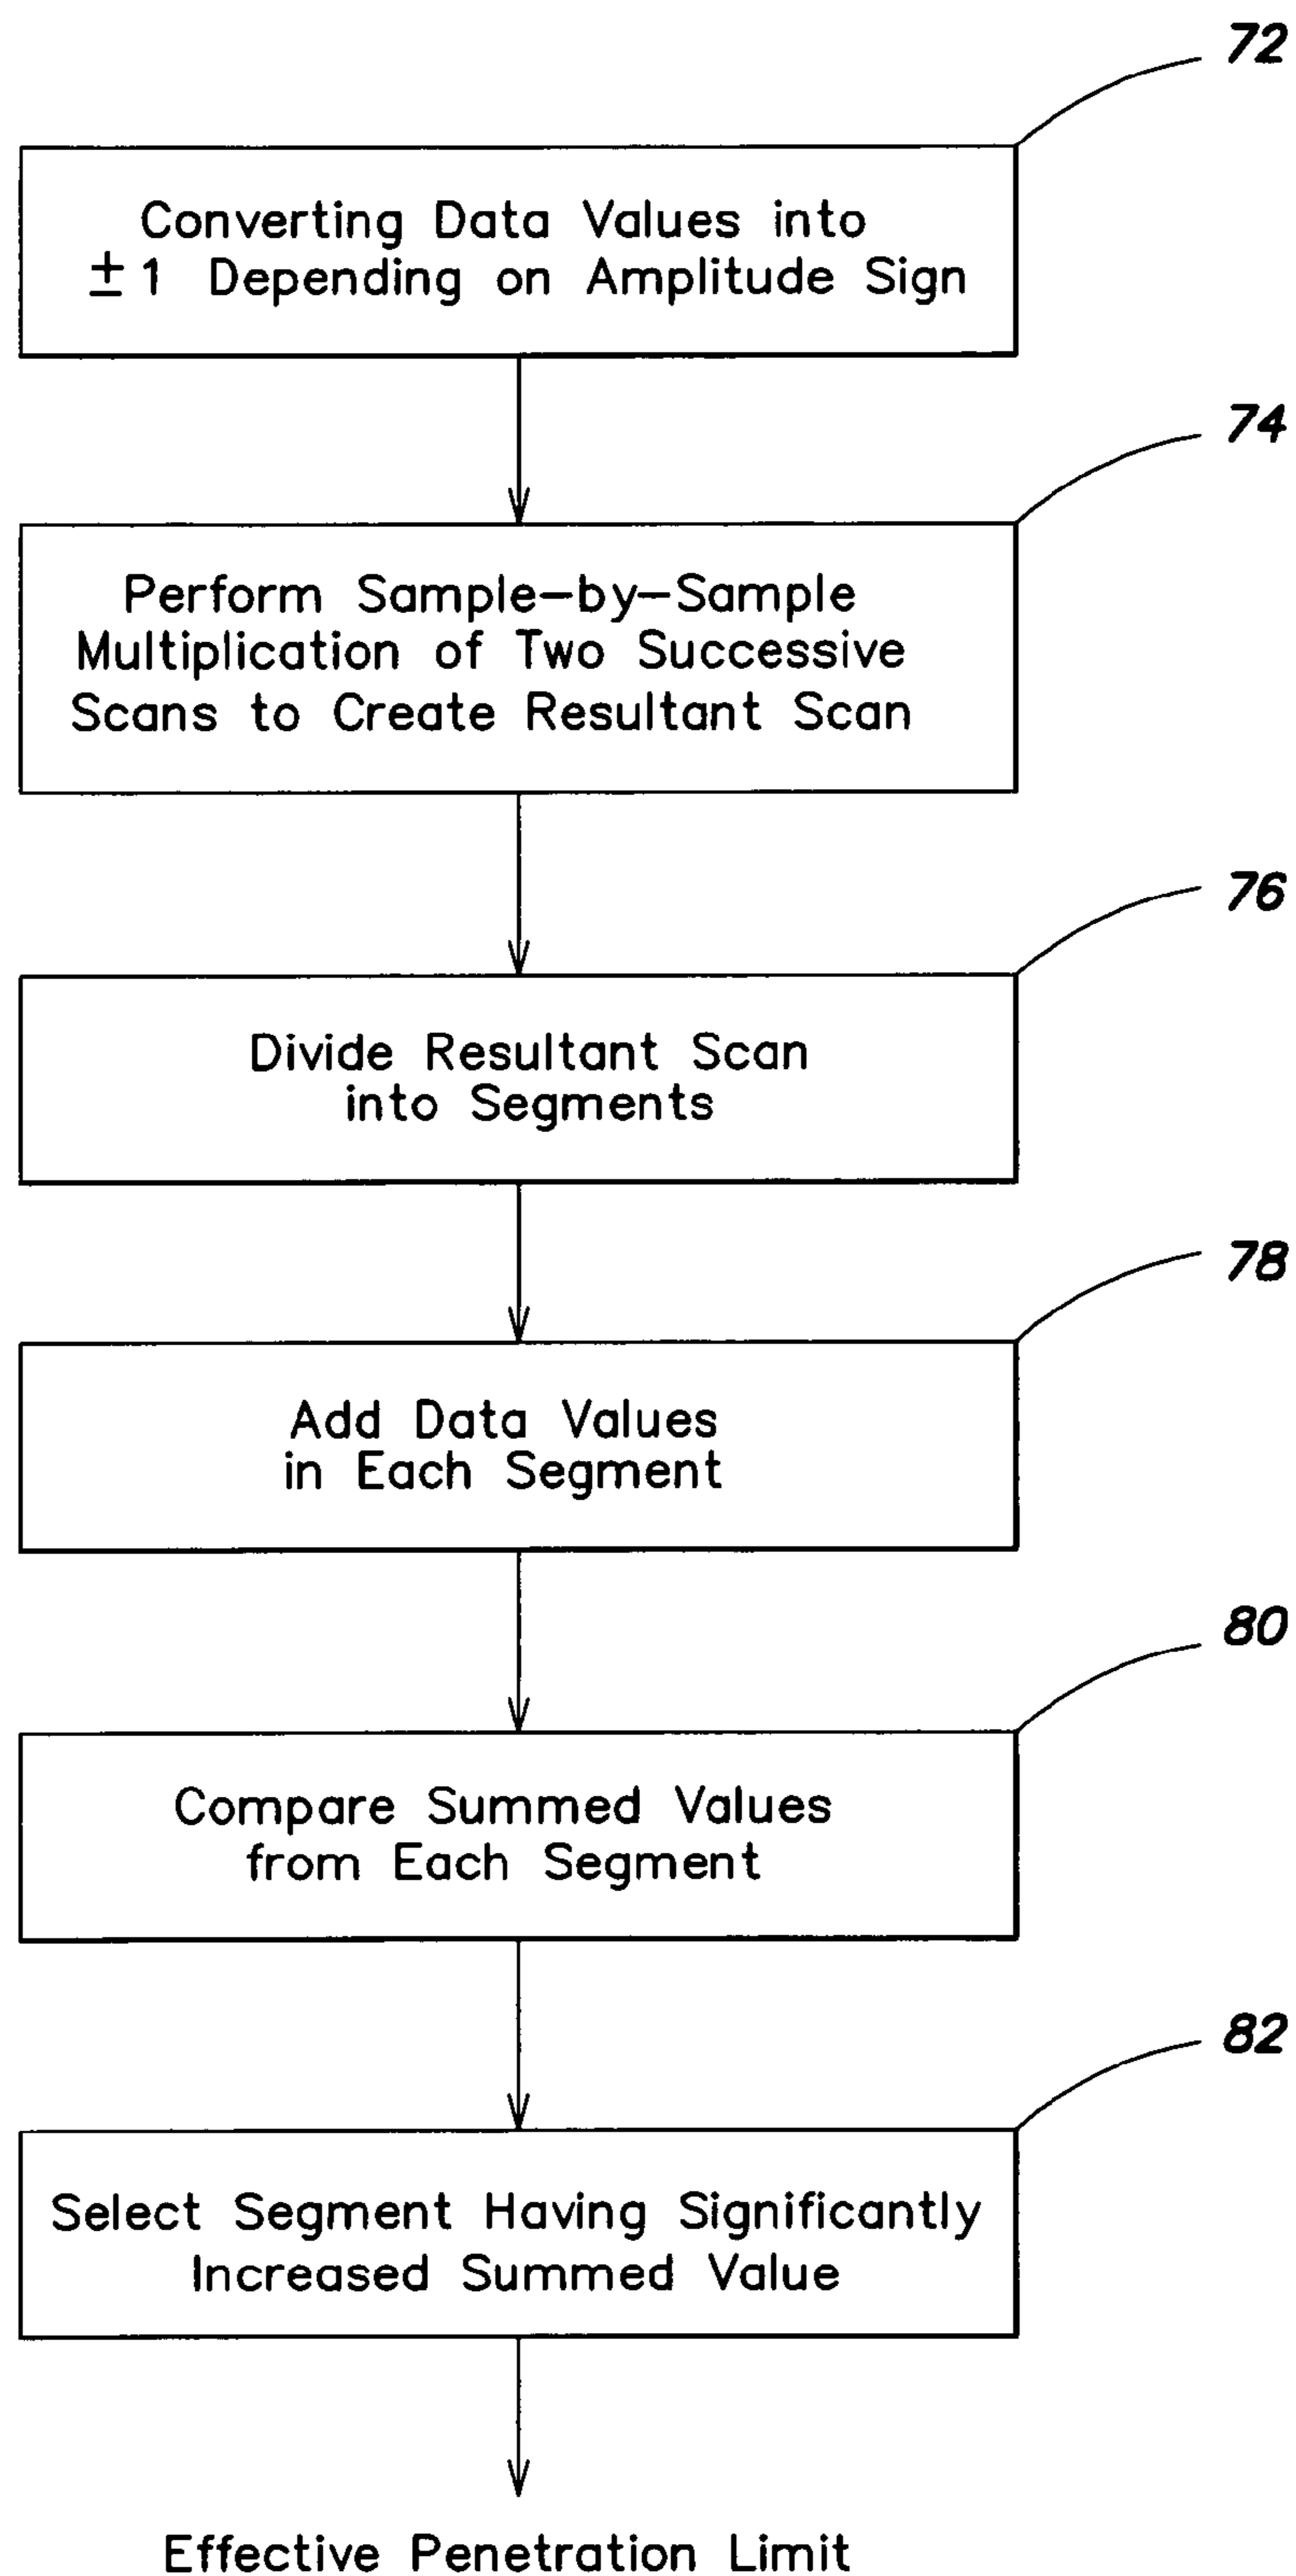 72
Converting Data Values into
± 1 Depending on Amplitude Sign
74
Perform Sample-by-Sample
Multiplication of Two Successive
Scans to Create Resultant Scan
76
Divide Resultant Scan
into Segments
78
Add Data Values
in Each Segment
80
Compare Summed Values
from Each Segment
82
Select Segment Having Significantly
Increased Summed Value
Effective Penetration Limit